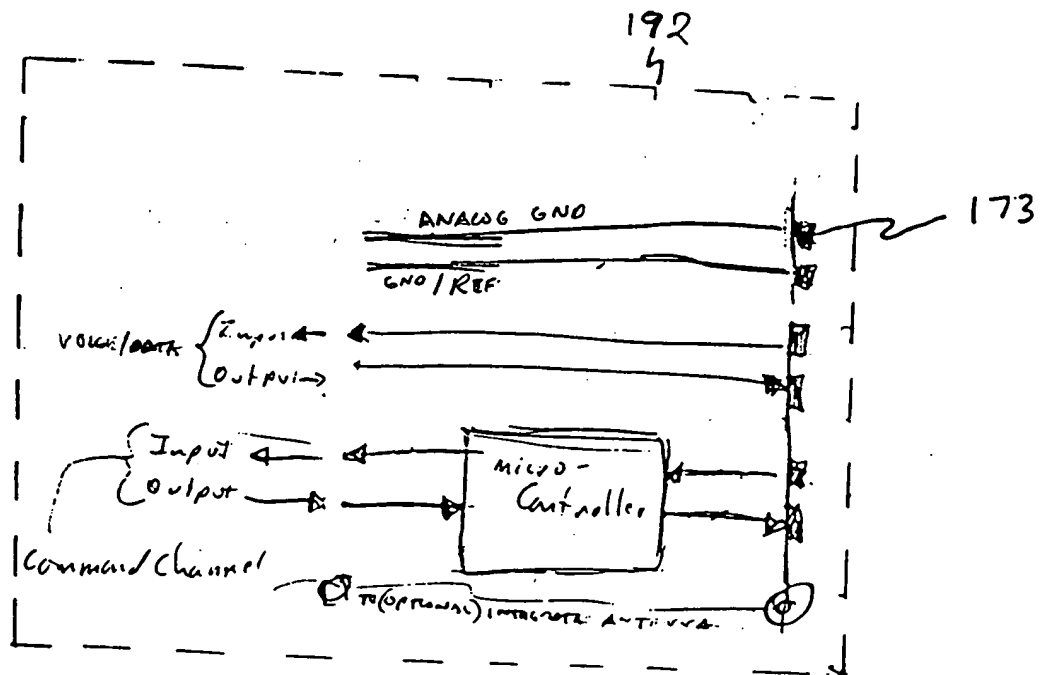 192
ANALOG GND
173
GND/REF
VOICE/DATA { Input
Output
Input
Output
Micro-
Controller
Command Channel
TO (OPTIONAL) INTEGRATED ANTENNA